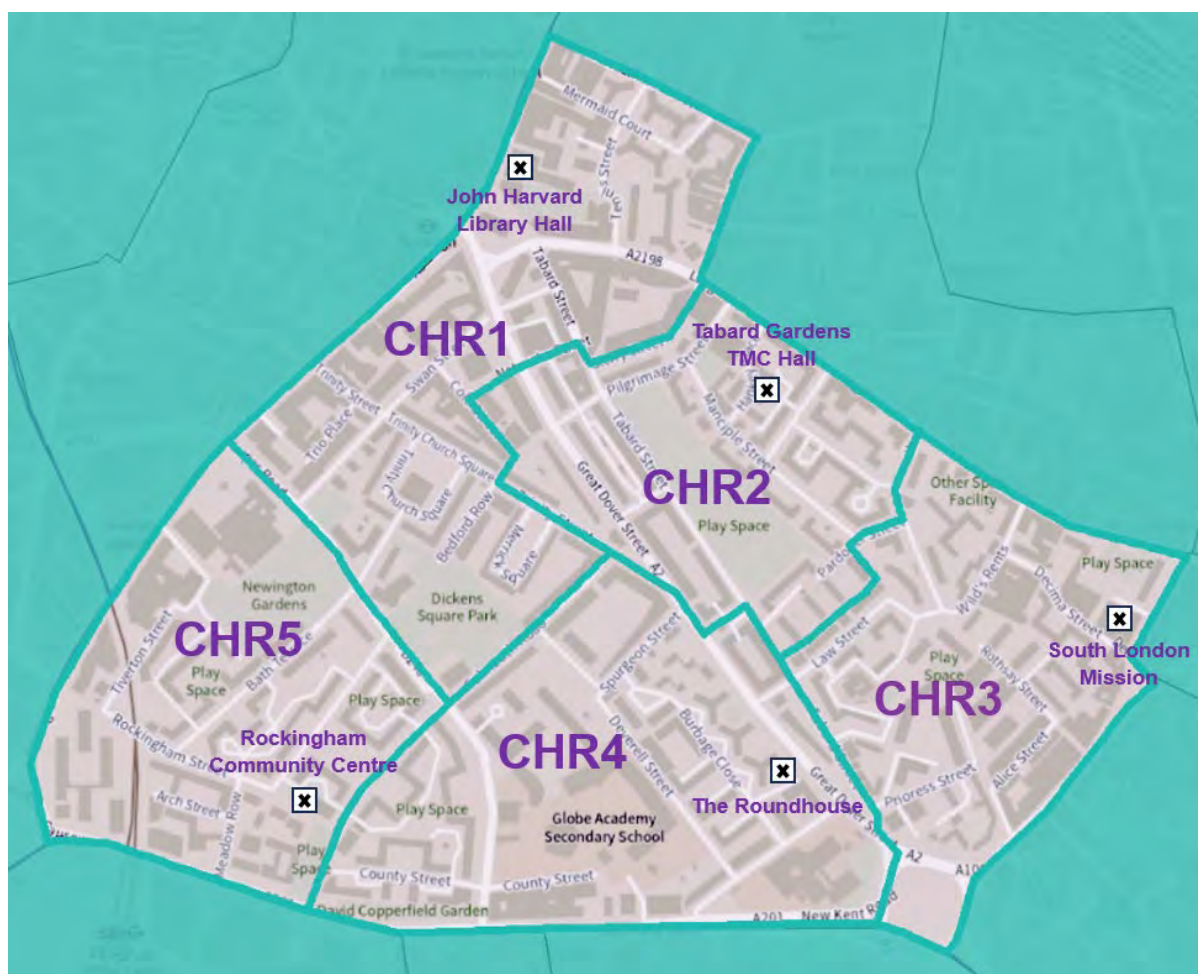 Mermaid Court
John Harvard
Library Hall
Street
A2198
Tabard Street
CHR1
Tabard Gardens
TMC Hall
Pilgrimage Street
Manciple Street
Swan
Trinity Street
Trio Place
Trinity Church Square
Trinity
Church Square
Bedford Row
Merrick
Square
Tabard Street
Great Dover Street
A2
CHR2
Play Space
Other
Facility
Play Space
Wild's Rents
Decima Street
South London
Mission
Law Street
Play
Space
Rothsay Street
CHR3
Alice Street
Prioress Street
Newington
Gardens
Dickens
Square Park
CHR5
Tiverton Street
Play
Space
Bath
Play Space
Rockingham
Community Centre
Rockingham Street
Arch Street
Meadow Row
Play
Spurgeon Street
CHR4
Deverell Street
Burbage Close
The Roundhouse
Great Dover
A2
Play Space
Globe Academy
Secondary School
County Street
County Street
David Copperfield Garden
A201
New Kent Road